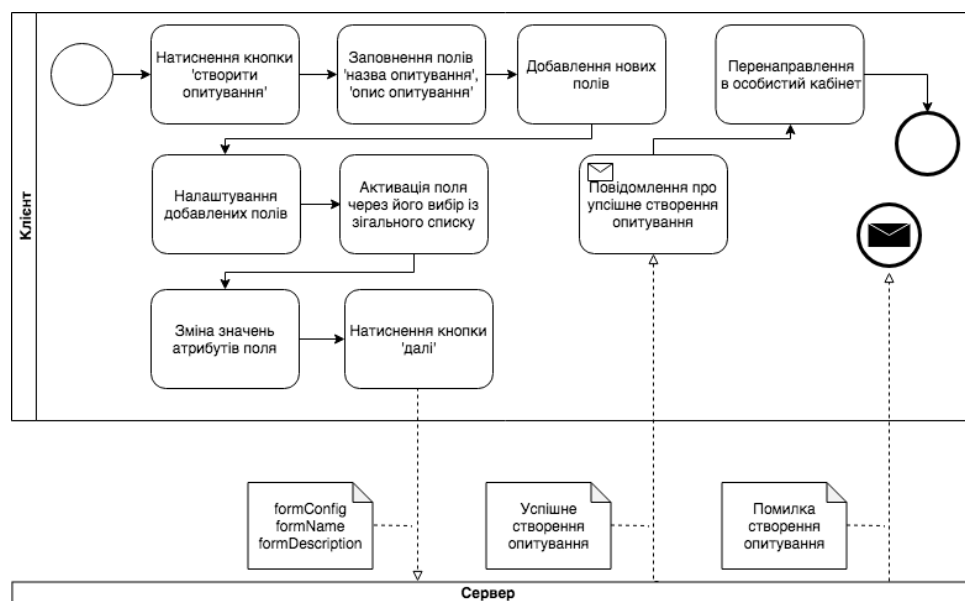 Клієнт
Натиснення кнопки
'створити
опитування'
Заповнення полів
'назва опитування',
'опис опитування'
Добавлення нових
полів
Перенаправлення
в особистий кабінет
Налаштування
добавлених полів
Активація поля
через його вибір із
зігального списку
Повідомлення про
упсішне створення
опитування
Зміна значень
атрибутів поля
Натиснення кнопки
'далі'
formConfig
formName
formDescription
Успішне
створення
опитування
Помилка
створення
опитування
Сервер